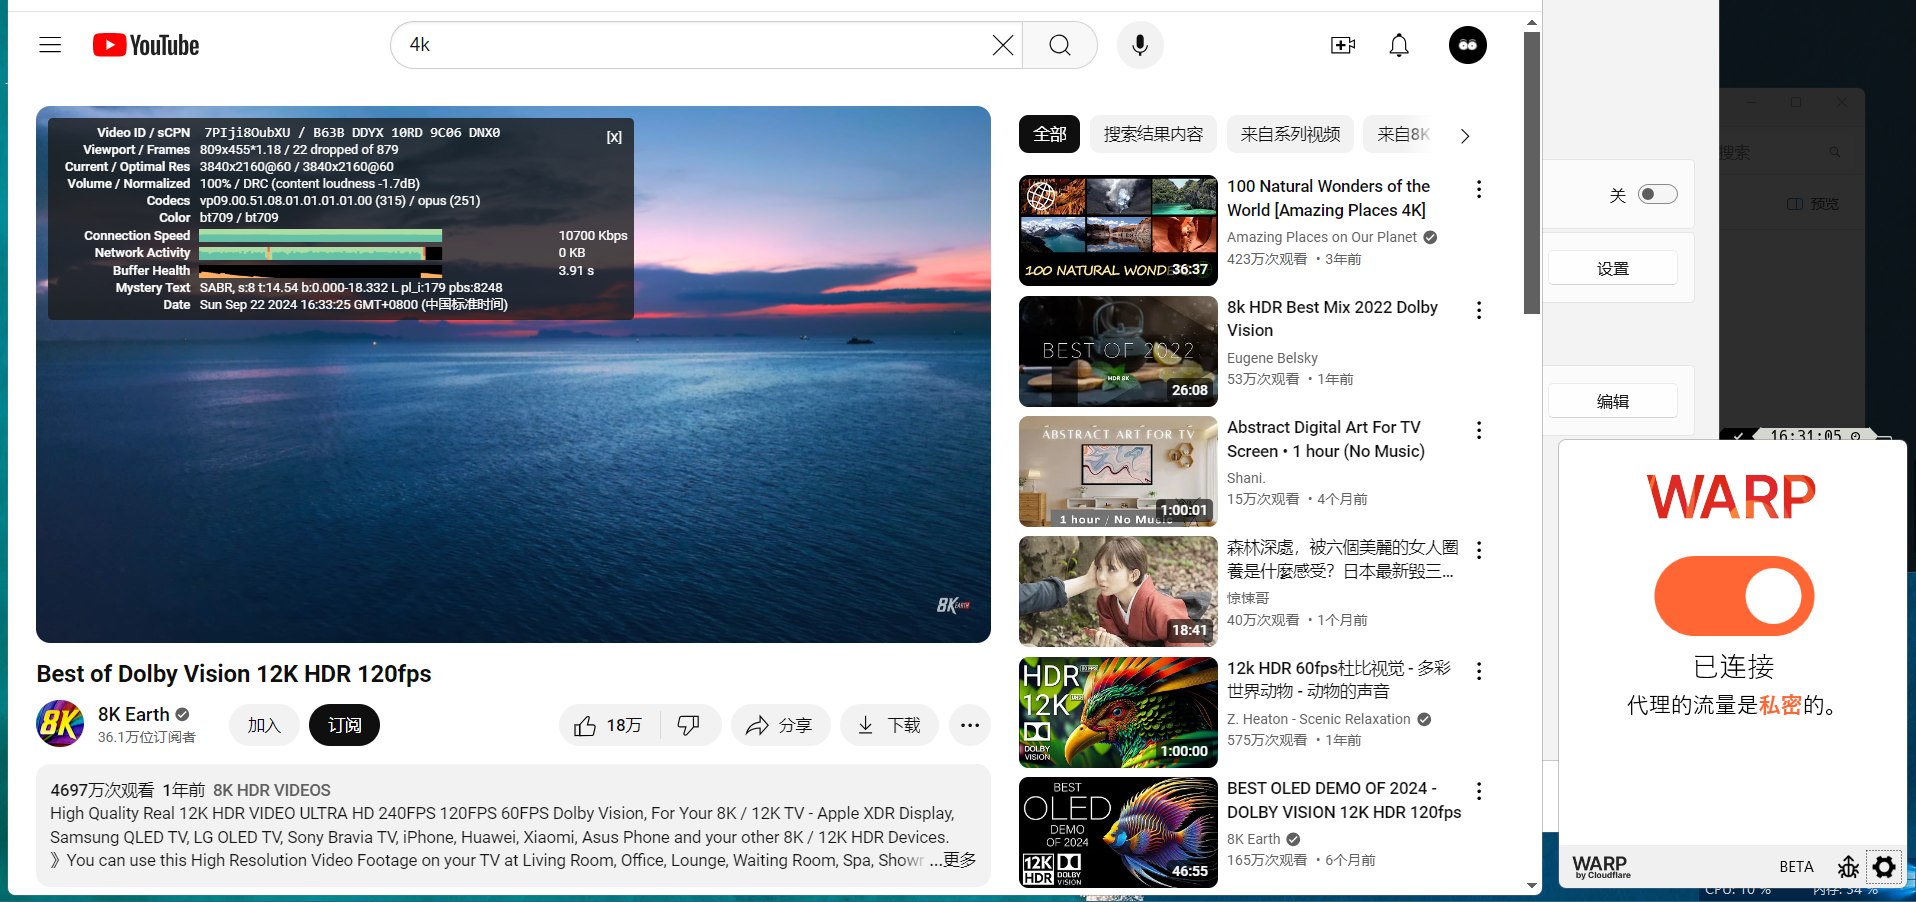 YouTube
4k
Video ID / sCPN 7PIji8OubXU / B63B DDYX 10RD 9C06 DNX0
[X]
Viewport / Frames 809x455*1.18 / 22 dropped of 879
Current / Optimal Res 3840x2160@60 / 3840x2160@60
Volume / Normalized 100% / DRC (content loudness -1.7dB)
Codecs vp09.00.51.08.01.01.01.01.00 (315) / opus (251)
Color bt709 / bt709
Connection Speed 10700 Kbps
Network Activity 0 KB
Buffer Health 3.91 s
Mystery Text SABR, s:8 t:14.54 b:0.000-18.332 L pl_i:179 pbs:8248
Date Sun Sep 22 2024 16:33:25 GMT+0800 (中国标准时间)
8K EARTH
Best of Dolby Vision 12K HDR 120fps
8K
8K Earth
36.1万位订阅者
加入
订阅
18万
分享
下载
4697万次观看 1年前 8K HDR VIDEOS
High Quality Real 12K HDR VIDEO ULTRA HD 240FPS 120FPS 60FPS Dolby Vision, For Your 8K / 12K TV - Apple XDR Display,
Samsung QLED TV, LG OLED TV, Sony Bravia TV, iPhone, Huawei, Xiaomi, Asus Phone and your other 8K / 12K HDR Devices.
》You can use this High Resolution Video Footage on your TV at Living Room, Office, Lounge, Waiting Room, Spa, Showr ...更多
全部
搜索结果内容
来自系列视频
来自8K
100 NATURAL WONDE
36:37
100 Natural Wonders of the
World [Amazing Places 4K]
Amazing Places on Our Planet
423万次观看 •3年前
BEST OF 2022
HDR 8K
26:08
8k HDR Best Mix 2022 Dolby
Vision
Eugene Belsky
53万次观看 •1年前
ABSTRACT ART FOR TV
1 hour / No Music
1:00:01
Abstract Digital Art For TV
Screen • 1 hour (No Music)
Shani.
15万次观看 •4个月前
18:41
森林深處，被六個美麗的女人圈
養是什麼感受？日本最新毀三...
惊悚哥
40万次观看 •1个月前
HDR
12K
DOLBY
VISION
1:00:00
12k HDR 60fps杜比视觉 - 多彩
世界动物 - 动物的声音
Z. Heaton - Scenic Relaxation
575万次观看 •1年前
BEST
OLED
DEMO
OF 2024
12K
HDR
DOLBY
VISION
46:55
BEST OLED DEMO OF 2024 -
DOLBY VISION 12K HDR 120fps
8K Earth
165万次观看 •6个月前
关
设置
编辑
搜索
预览
16:31:05
WARP
已连接
代理的流量是私密的。
WARP
by Cloudflare
BETA
CPU: 10 %
内存: 34 %